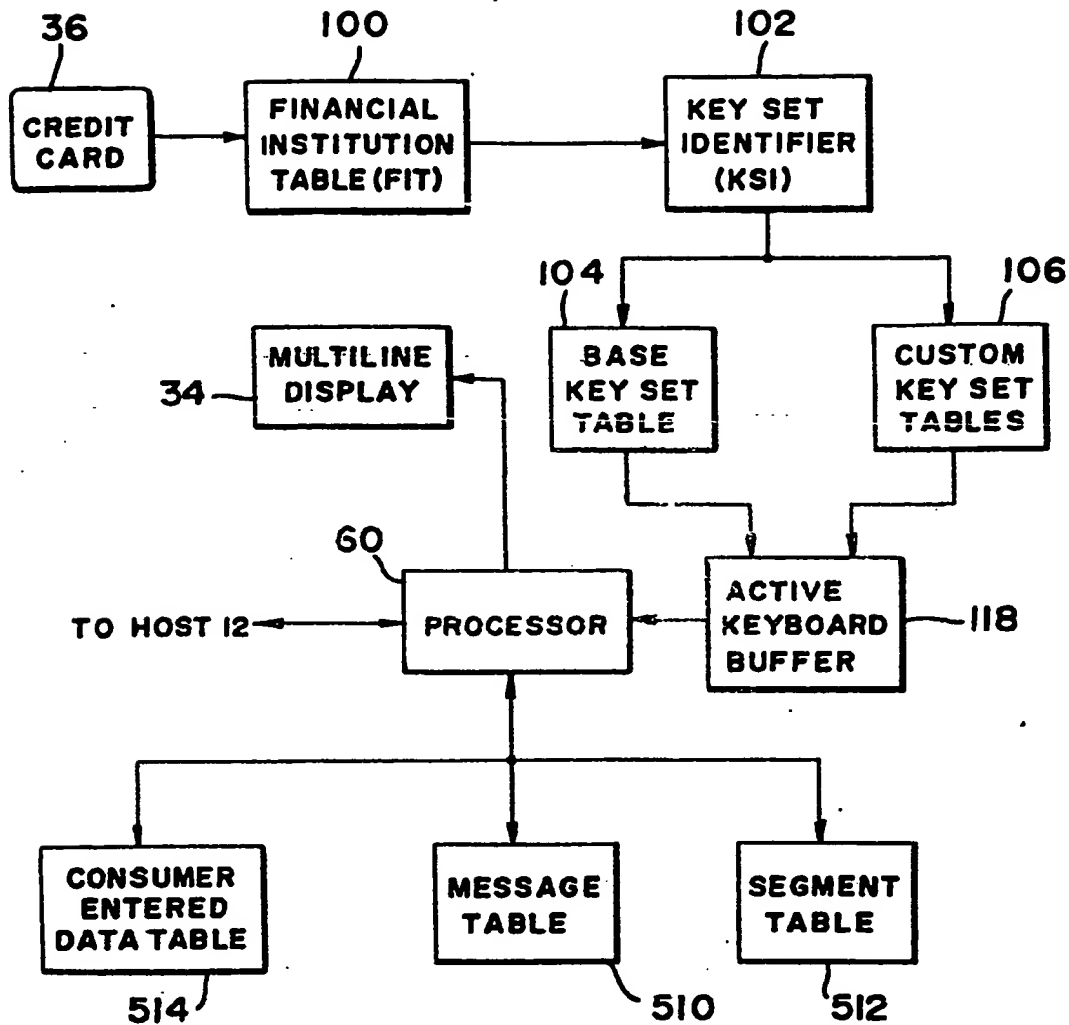 36
100
102
CREDIT
CARD
FINANCIAL
INSTITUTION
TABLE (FIT)
KEY SET
IDENTIFIER
(KSI)
104
106
MULTILINE
DISPLAY
34
BASE
KEY SET
TABLE
CUSTOM
KEY SET
TABLES
60
PROCESSOR
TO HOST 12
ACTIVE
KEYBOARD
BUFFER
118
CONSUMER
ENTERED
DATA TABLE
514
MESSAGE
TABLE
510
SEGMENT
TABLE
512